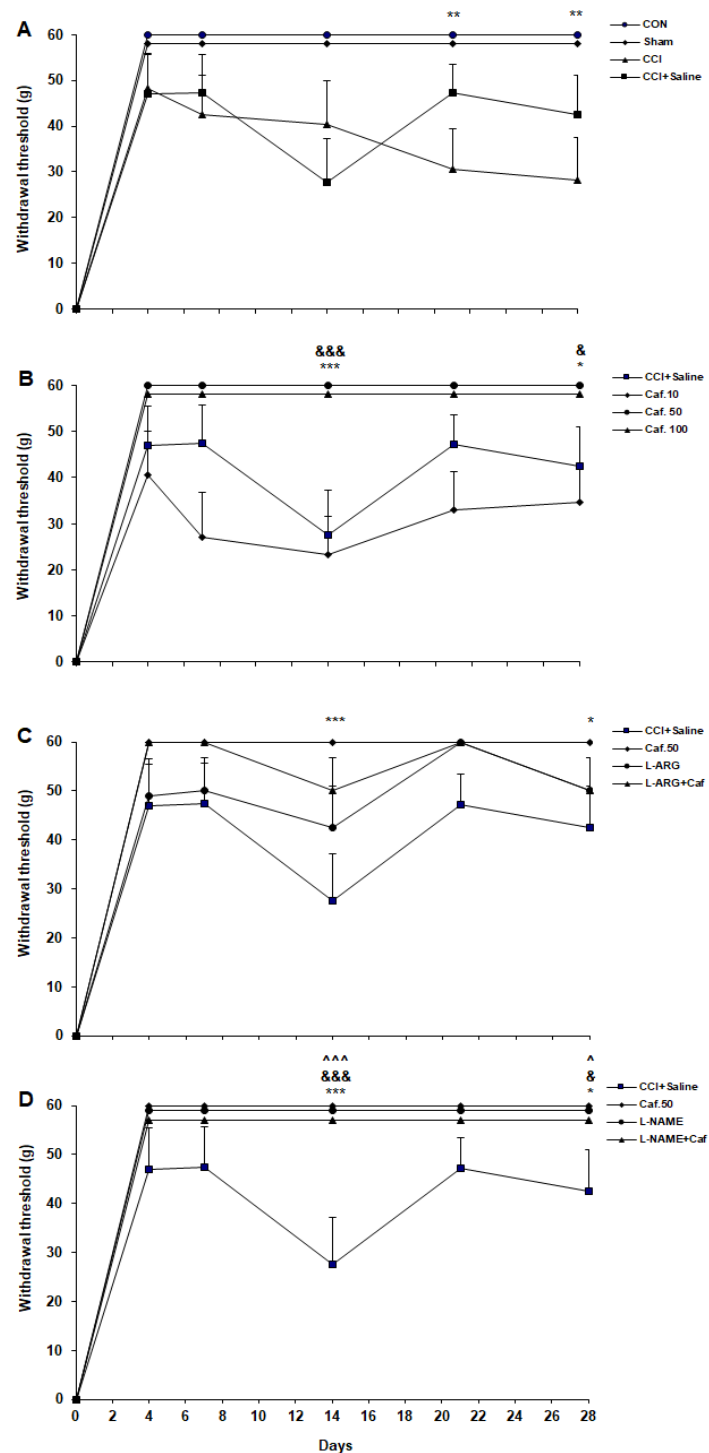 A
** **
60
50
40
30
20
10
0
Withdrawal threshold (g)
CON
Sham
CCI
CCI+Saline
B
&&& &
*** *
60
50
40
30
20
10
0
Withdrawal threshold (g)
CCI+Saline
Caf.10
Caf. 50
Caf. 100
C
*** *
60
50
40
30
20
10
0
Withdrawal threshold (g)
CCI+Saline
Caf.50
L-ARG
L-ARG+Caf
D
^^^ ^
&&& &
*** *
60
50
40
30
20
10
0
Withdrawal threshold (g)
CCI+Saline
Caf.50
L-NAME
L-NAME+Caf
0 2 4 6 8 10 12 14 16 18 20 22 24 26 28
Days